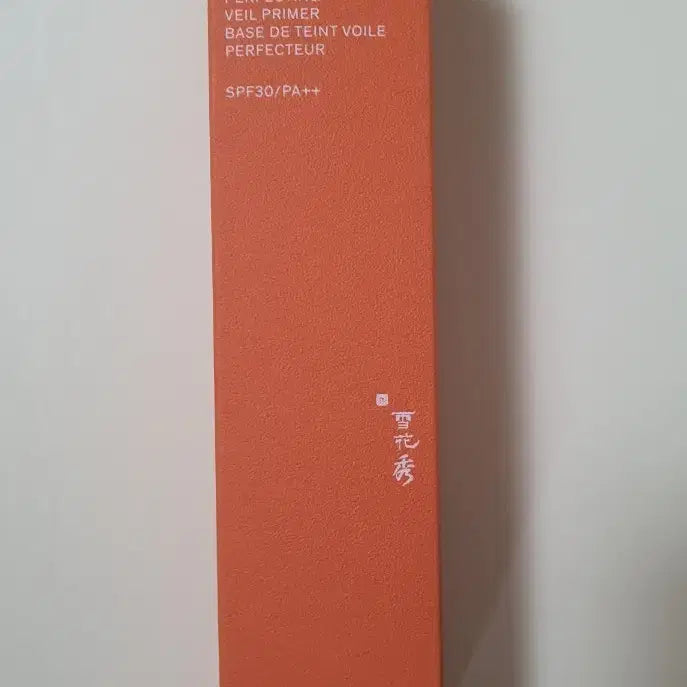 VEIL PRIMER
BASE DE TEINT VOILE
PERFECTEUR
SPF30/PA++
雪花秀